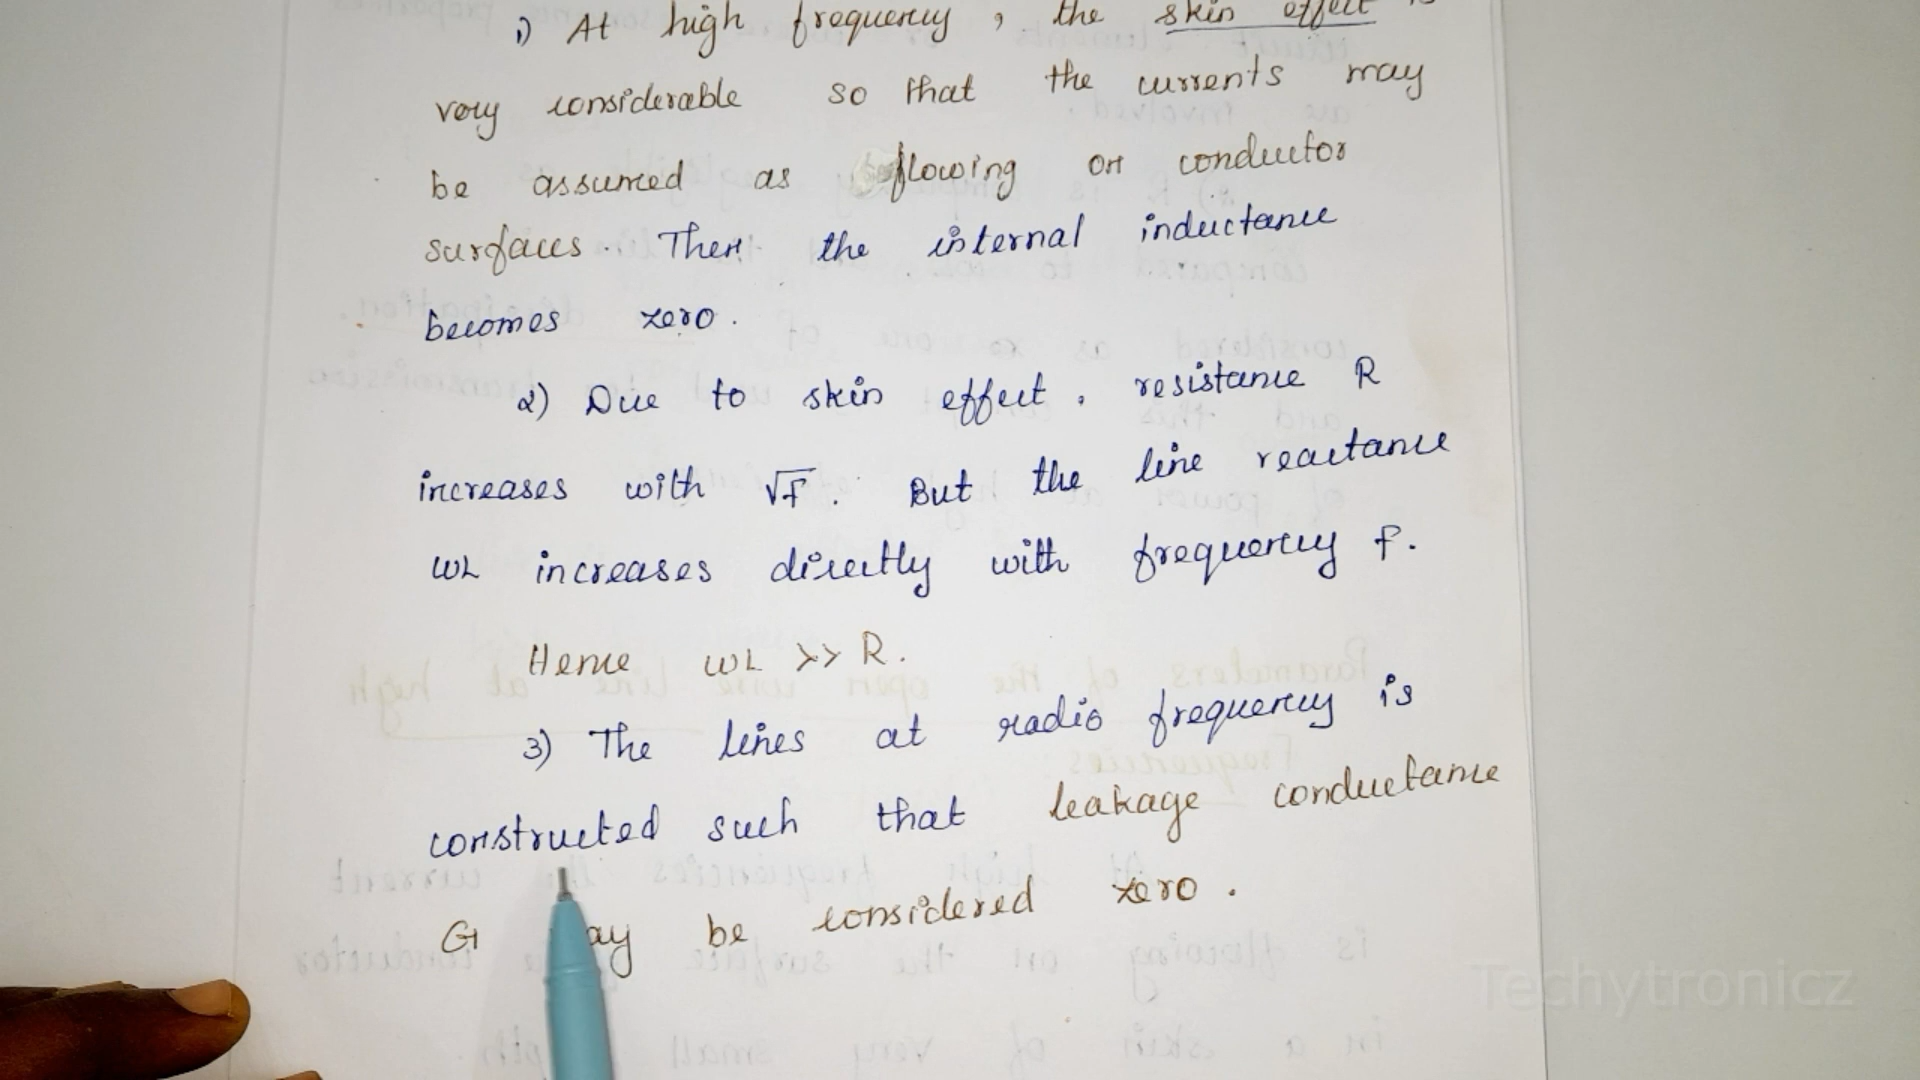 1) At high frequency, the skin effect is
very considerable so that the currents may
be assumed as flowing on conductor
surfaces. Then the internal inductance
becomes zero.
2) Due to skin effect, resistance R
increases with √f. But the line reactance
ωL increases directly with frequency f.
Hence ωL >> R.
3) The lines at radio frequency is
constructed such that leakage conductance
G may be considered zero.
Techytronicz